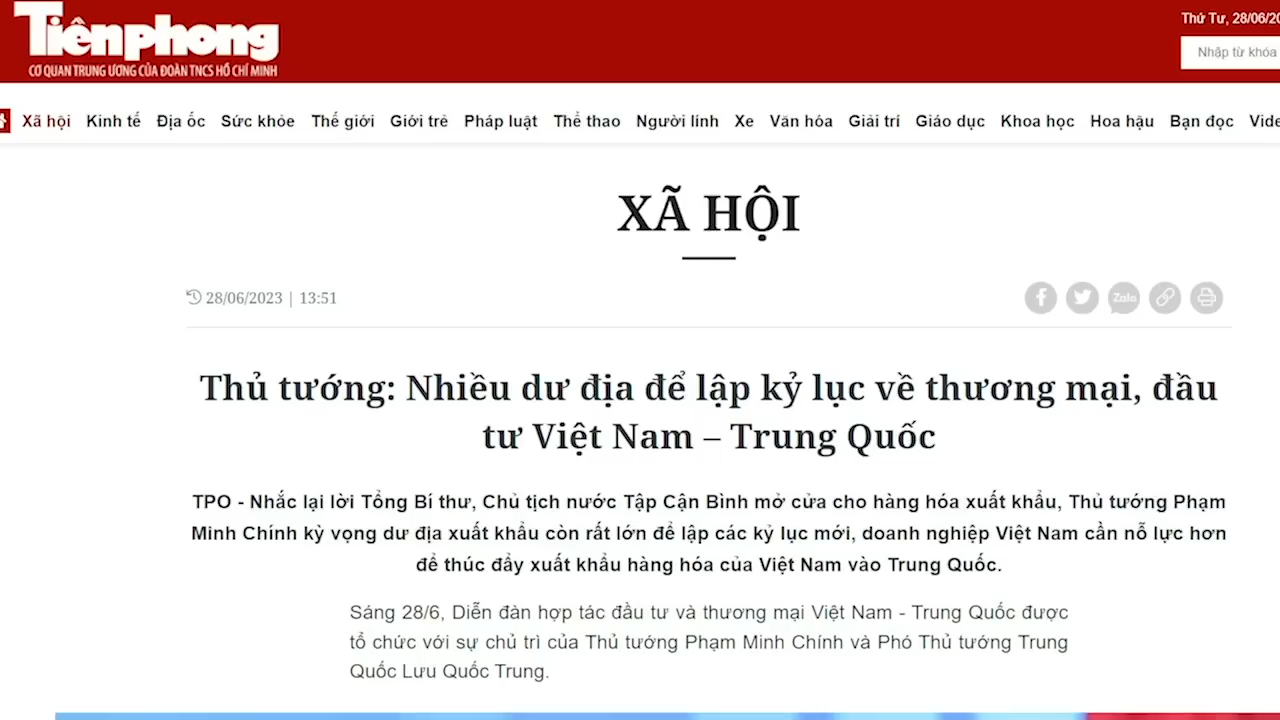 Tiênphong
CƠ QUAN TRUNG ƯƠNG CỦA ĐOÀN TNCS HỒ CHÍ MINH
Thứ Tư, 28/06/20
Nhập từ khóa
Xã hội Kinh tế Địa ốc Sức khỏe Thế giới Giới trẻ Pháp luật Thể thao Người lính Xe Văn hóa Giải trí Giáo dục Khoa học Hoa hậu Bạn đọc Vide
XÃ HỘI
28/06/2023 | 13:51
Zalo
Thủ tướng: Nhiều dư địa để lập kỷ lục về thương mại, đầu
tư Việt Nam – Trung Quốc
TPO - Nhắc lại lời Tổng Bí thư, Chủ tịch nước Tập Cận Bình mở cửa cho hàng hóa xuất khẩu, Thủ tướng Phạm
Minh Chính kỳ vọng dư địa xuất khẩu còn rất lớn để lập các kỷ lục mới, doanh nghiệp Việt Nam cần nỗ lực hơn
để thúc đẩy xuất khẩu hàng hóa của Việt Nam vào Trung Quốc.
Sáng 28/6, Diễn đàn hợp tác đầu tư và thương mại Việt Nam - Trung Quốc được
tổ chức với sự chủ trì của Thủ tướng Phạm Minh Chính và Phó Thủ tướng Trung
Quốc Lưu Quốc Trung.